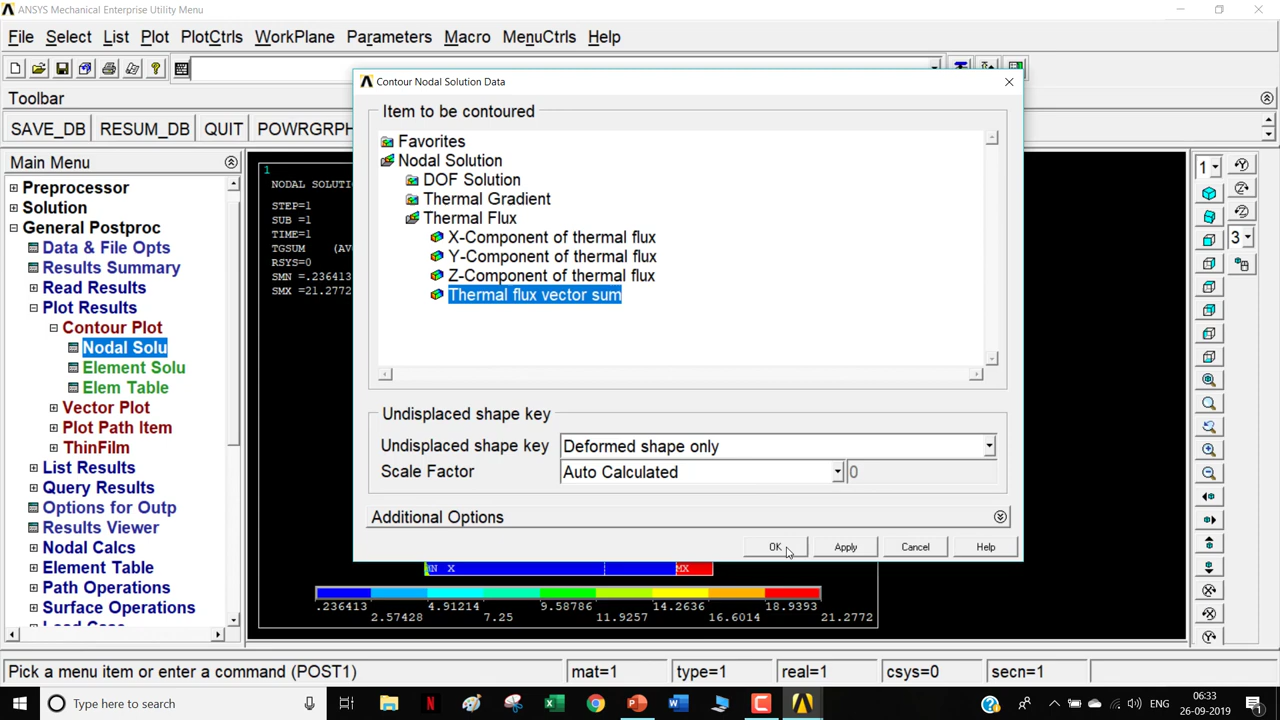 ANSYS Mechanical Enterprise Utility Menu
File Select List Plot PlotCtrls WorkPlane Parameters Macro MenuCtrls Help
Toolbar
SAVE_DB RESUM_DB QUIT POWRGRPH
Main Menu
Preprocessor
Solution
General Postproc
Data & File Opts
Results Summary
Read Results
Plot Results
Contour Plot
Nodal Solu
Element Solu
Elem Table
Vector Plot
Plot Path Item
ThinFilm
List Results
Query Results
Options for Outp
Results Viewer
Nodal Calcs
Element Table
Path Operations
Surface Operations
1
NODAL SOLUTI
STEP=1
SUB =1
TIME=1
TGSUM (AV
RSYS=0
SMN =.236413
SMX =21.2772
Contour Nodal Solution Data
Item to be contoured
Favorites
Nodal Solution
DOF Solution
Thermal Gradient
Thermal Flux
X-Component of thermal flux
Y-Component of thermal flux
Z-Component of thermal flux
Thermal flux vector sum
Undisplaced shape key
Undisplaced shape key Deformed shape only
Scale Factor Auto Calculated 0
Additional Options
OK Apply Cancel Help
X MX
.236413 4.91214 9.58786 14.2636 18.9393
2.57428 7.25 11.9257 16.6014 21.2772
1
3
Pick a menu item or enter a command (POST1) mat=1 type=1 real=1 csys=0 secn=1
Type here to search
ENG
06:33
26-09-2019
1